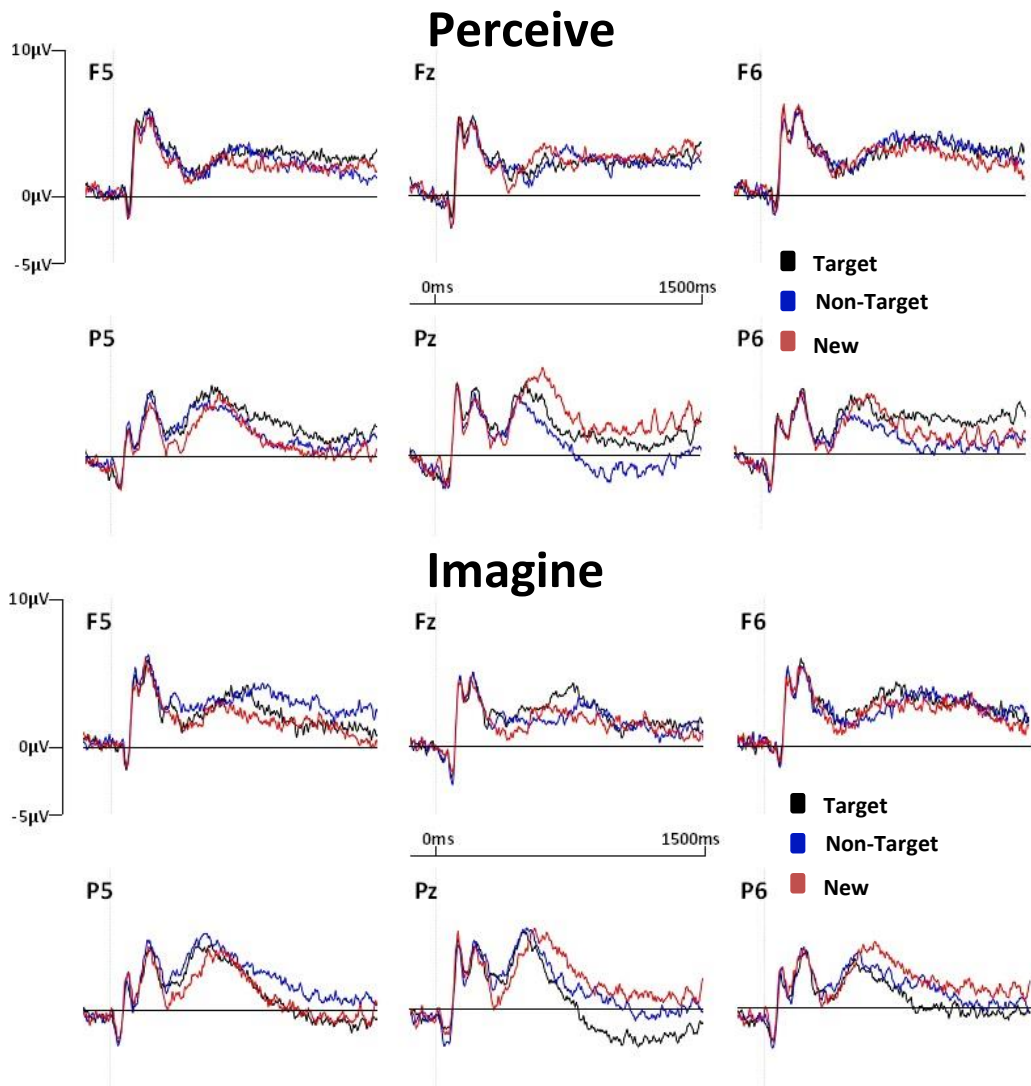 Perceive
10µV
F5
Fz
F6
0µV
-5µV
Target
0ms
1500ms
Non-Target
P5
Pz
P6
New
Imagine
10µV
F5
Fz
F6
0µV
-5µV
Target
0ms
1500ms
Non-Target
P5
Pz
P6
New